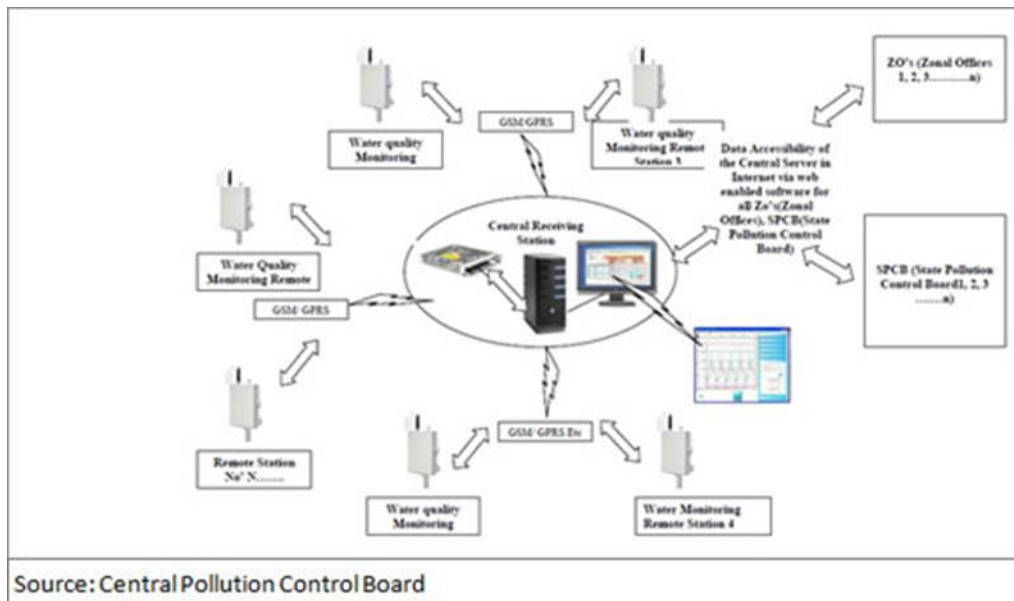 Water quality
Monitoring
GSM/GPRS
Water quality
Monitoring Remot
Station 3
Data Accessibility of
the Central Server in
Internet via web
enabled software for
all Zo's(Zonal
Offices), SPCB(State
Pollution Control
Board)
ZO's (Zonal Offices
1, 2, 3...........n)
Water Quality
Monitoring Remote
Central Receiving
Station
SPCB (State Pollution
Control Board1, 2, 3
.......n)
GSM/ GPRS
Remote Station
No' N.......
GSM/ GPRS Etc
Water quality
Monitoring
Water Monitoring
Remote Station 4
Source: Central Pollution Control Board